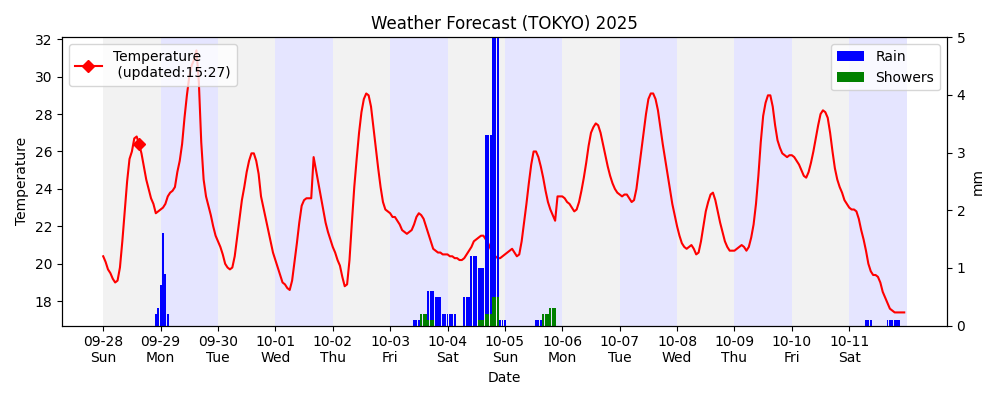 Weather Forecast (TOKYO) 2025
Temperature
(updated:15:27)
Rain
Showers
Temperature
32
30
28
26
24
22
20
18
5
4
3
2
1
0
mm
09-28 09-29 09-30 10-01 10-02 10-03 10-04 10-05 10-06 10-07 10-08 10-09 10-10 10-11
Sun Mon Tue Wed Thu Fri Sat Sun Mon Tue Wed Thu Fri Sat
Date